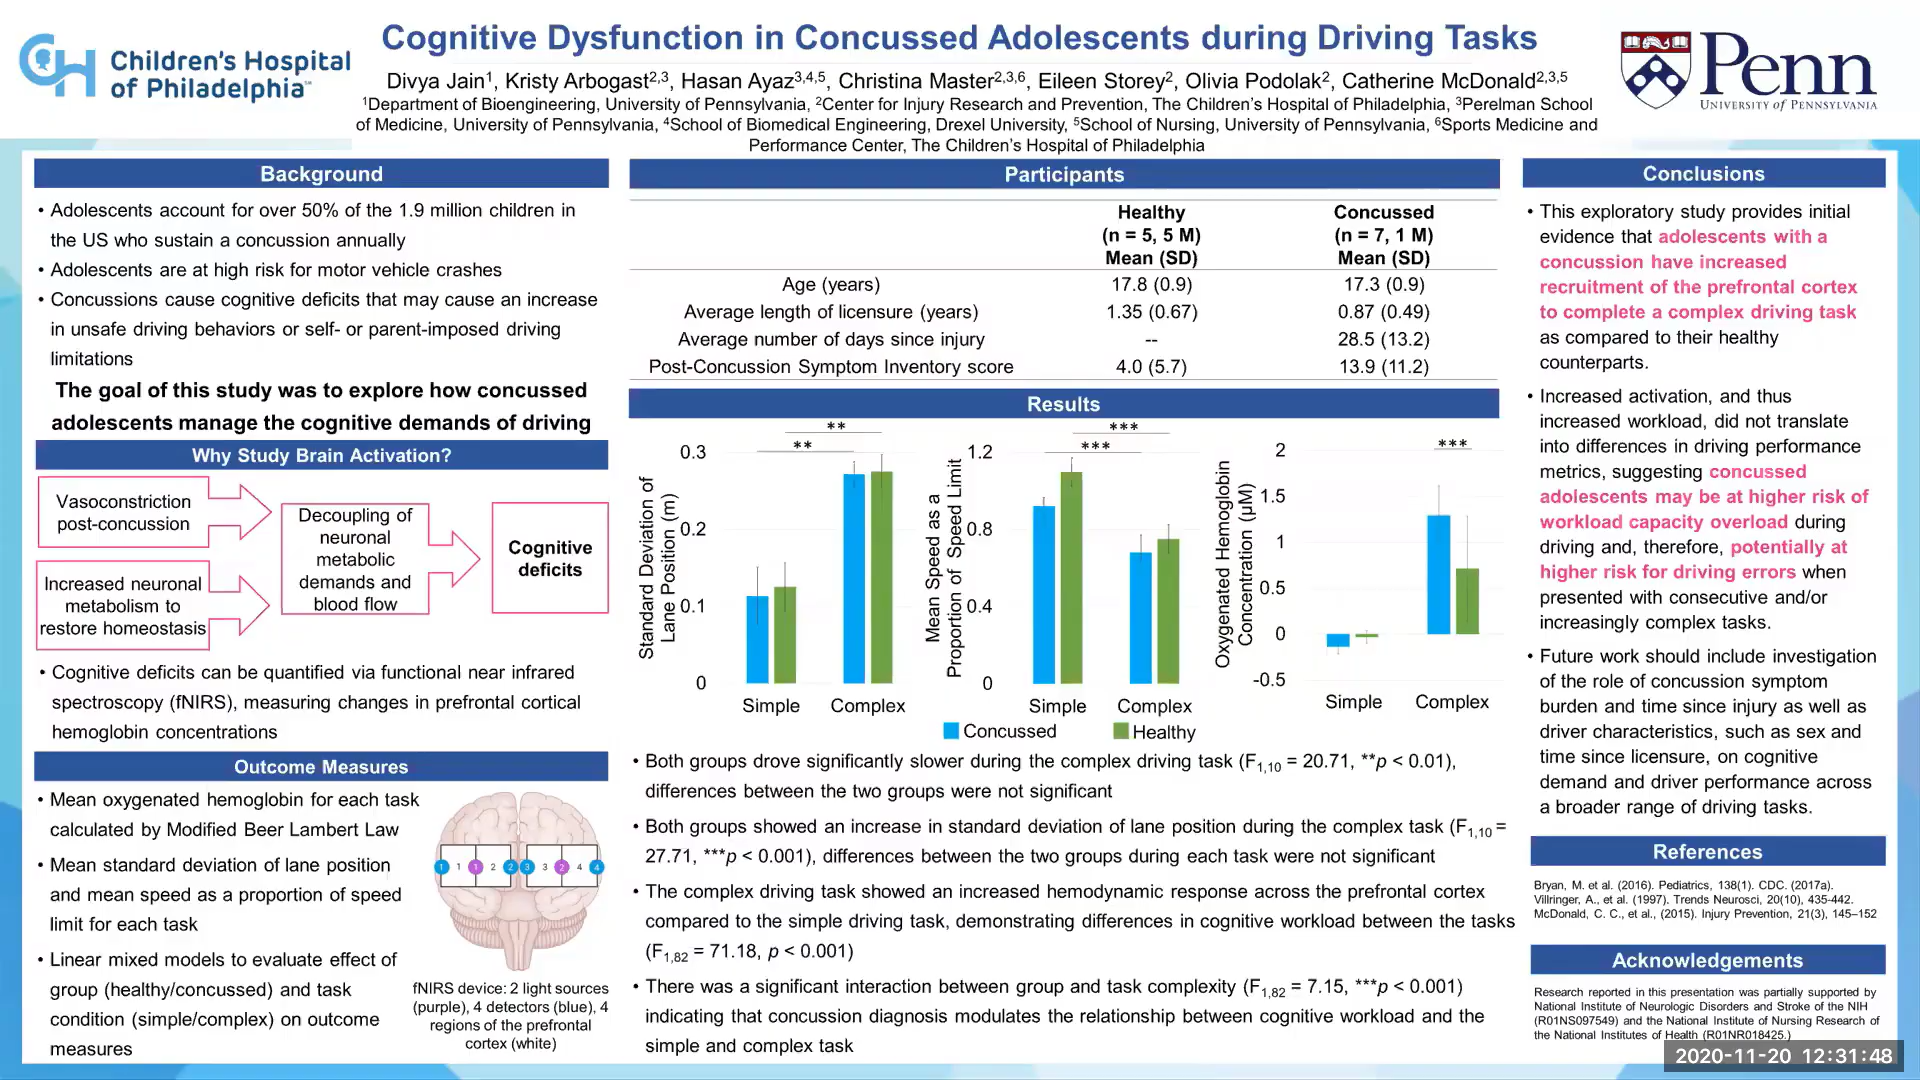 Cognitive Dysfunction in Concussed Adolescents during Driving Tasks
Children's Hospital
of Philadelphia™
Penn
UNIVERSITY of PENNSYLVANIA
Divya Jain1, Kristy Arbogast2,3, Hasan Ayaz3,4,5, Christina Master2,3,6, Eileen Storey2, Olivia Podolak2, Catherine McDonald2,3,5
1Department of Bioengineering, University of Pennsylvania, 2Center for Injury Research and Prevention, The Children's Hospital of Philadelphia, 3Perelman School
of Medicine, University of Pennsylvania, 4School of Biomedical Engineering, Drexel University, 5School of Nursing, University of Pennsylvania, 6Sports Medicine and
Performance Center, The Children's Hospital of Philadelphia
Background
• Adolescents account for over 50% of the 1.9 million children in
the US who sustain a concussion annually
• Adolescents are at high risk for motor vehicle crashes
• Concussions cause cognitive deficits that may cause an increase
in unsafe driving behaviors or self- or parent-imposed driving
limitations
The goal of this study was to explore how concussed
adolescents manage the cognitive demands of driving
Why Study Brain Activation?
Vasoconstriction
post-concussion
Increased neuronal
metabolism to
restore homeostasis
Decoupling of
neuronal
metabolic
demands and
blood flow
Cognitive
deficits
• Cognitive deficits can be quantified via functional near infrared
spectroscopy (fNIRS), measuring changes in prefrontal cortical
hemoglobin concentrations
Outcome Measures
• Mean oxygenated hemoglobin for each task
calculated by Modified Beer Lambert Law
• Mean standard deviation of lane position
and mean speed as a proportion of speed
limit for each task
• Linear mixed models to evaluate effect of
group (healthy/concussed) and task
condition (simple/complex) on outcome
measures
1 1 1 2 2 3 3 2 4 4
fNIRS device: 2 light sources
(purple), 4 detectors (blue), 4
regions of the prefrontal
cortex (white)
Participants
Healthy Concussed
(n = 5, 5 M) (n = 7, 1 M)
Mean (SD) Mean (SD)
Age (years) 17.8 (0.9) 17.3 (0.9)
Average length of licensure (years) 1.35 (0.67) 0.87 (0.49)
Average number of days since injury -- 28.5 (13.2)
Post-Concussion Symptom Inventory score 4.0 (5.7) 13.9 (11.2)
Results
Standard Deviation of
Lane Position (m)
0.3
0.2
0.1
0
**
**
Simple Complex
Mean Speed as a
Proportion of Speed Limit
1.2
0.8
0.4
0
***
***
Simple Complex
Oxygenated Hemoglobin
Concentration (μM)
2
1.5
1
0.5
0
-0.5
***
Simple Complex
Concussed Healthy
• Both groups drove significantly slower during the complex driving task (F1,10 = 20.71, **p < 0.01),
differences between the two groups were not significant
• Both groups showed an increase in standard deviation of lane position during the complex task (F1,10 =
27.71, ***p < 0.001), differences between the two groups during each task were not significant
• The complex driving task showed an increased hemodynamic response across the prefrontal cortex
compared to the simple driving task, demonstrating differences in cognitive workload between the tasks
(F1,82 = 71.18, p < 0.001)
• There was a significant interaction between group and task complexity (F1,82 = 7.15, ***p < 0.001)
indicating that concussion diagnosis modulates the relationship between cognitive workload and the
simple and complex task
Conclusions
• This exploratory study provides initial
evidence that adolescents with a
concussion have increased
recruitment of the prefrontal cortex
to complete a complex driving task
as compared to their healthy
counterparts.
• Increased activation, and thus
increased workload, did not translate
into differences in driving performance
metrics, suggesting concussed
adolescents may be at higher risk of
workload capacity overload during
driving and, therefore, potentially at
higher risk for driving errors when
presented with consecutive and/or
increasingly complex tasks.
• Future work should include investigation
of the role of concussion symptom
burden and time since injury as well as
driver characteristics, such as sex and
time since licensure, on cognitive
demand and driver performance across
a broader range of driving tasks.
References
Bryan, M. et al. (2016). Pediatrics, 138(1). CDC. (2017a).
Villringer, A., et al. (1997). Trends Neurosci, 20(10), 435-442.
McDonald, C. C., et al., (2015). Injury Prevention, 21(3), 145–152
Acknowledgements
Research reported in this presentation was partially supported by
National Institute of Neurologic Disorders and Stroke of the NIH
(R01NS097549) and the National Institute of Nursing Research of
the National Institutes of Health (R01NR018425.)
2020-11-20 12:31:48